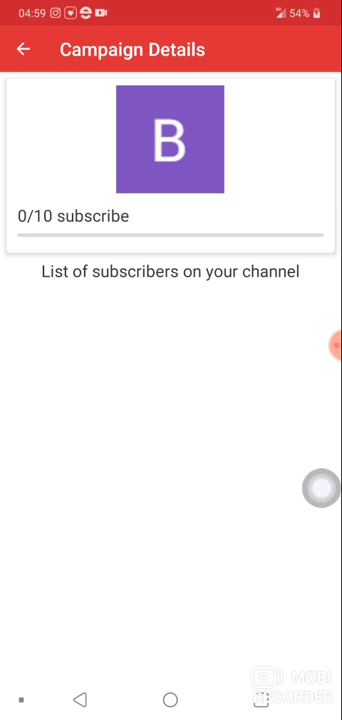 04:59 54%
Campaign Details
B
0/10 subscribe
List of subscribers on your channel
MOBI
RECORDER